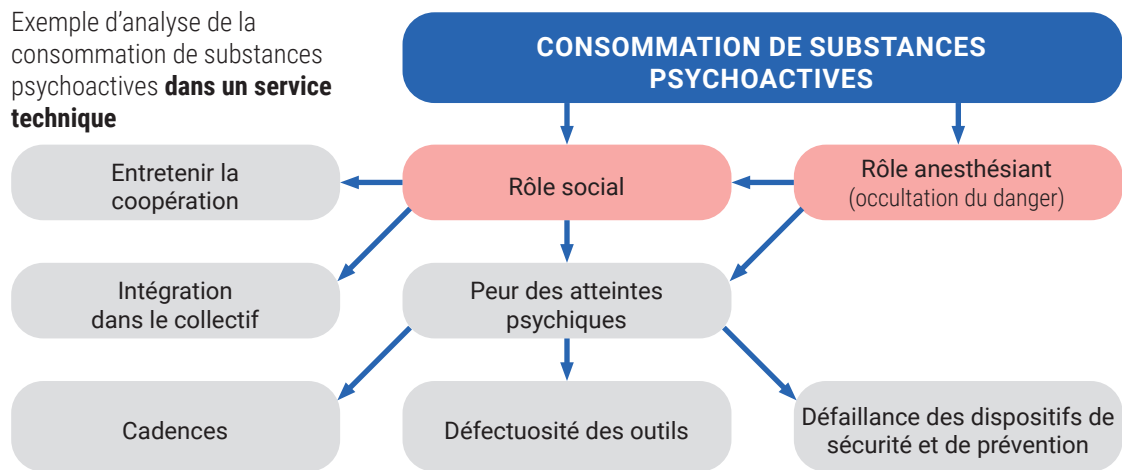 Exemple d’analyse de la
consommation de substances
psychoactives dans un service
technique
CONSOMMATION DE SUBSTANCES
PSYCHOACTIVES
Entretenir la
coopération
Rôle social
Rôle anesthésiant
(occultation du danger)
Intégration
dans le collectif
Peur des atteintes
psychiques
Cadences
Défectuosité des outils
Défaillance des dispositifs de
sécurité et de prévention